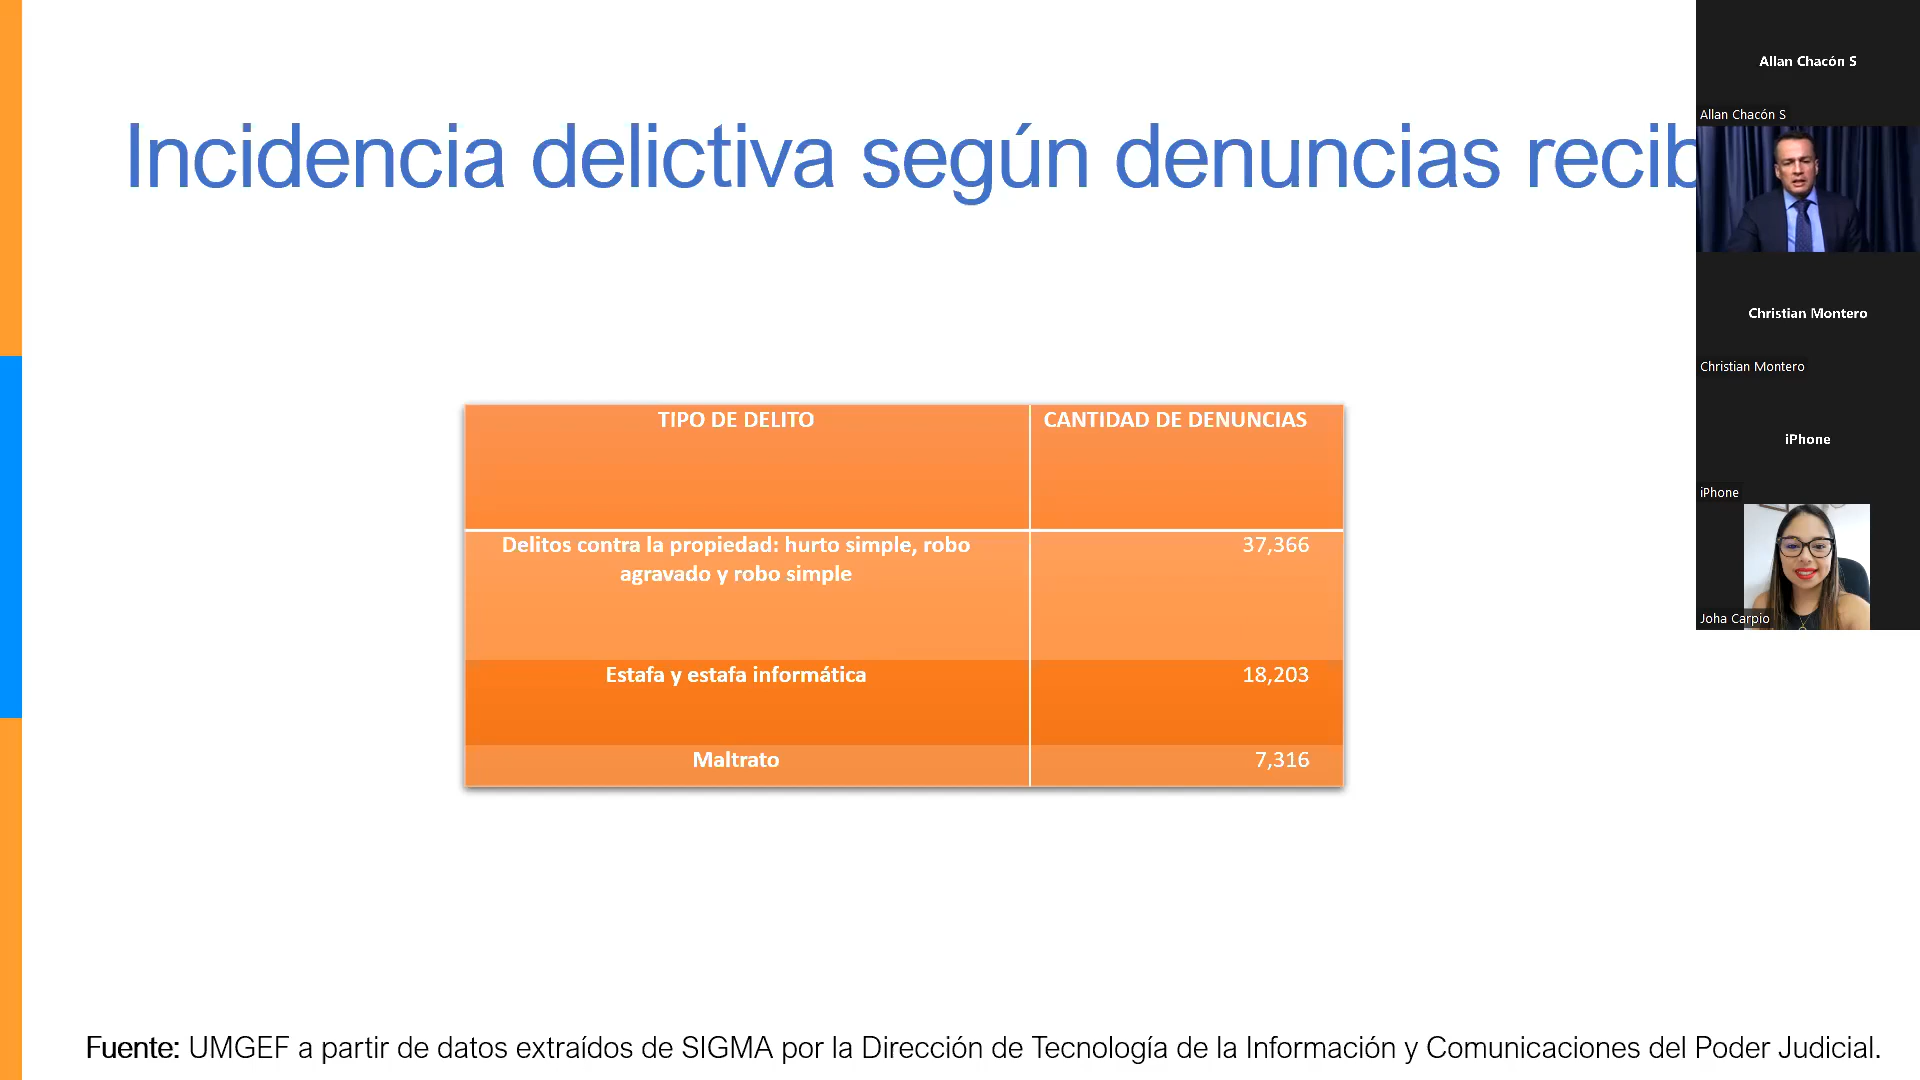 Incidencia delictiva según denuncias recib
TIPO DE DELITO
CANTIDAD DE DENUNCIAS
Delitos contra la propiedad: hurto simple, robo
agravado y robo simple
37,366
Estafa y estafa informática
18,203
Maltrato
7,316
Fuente: UMGEF a partir de datos extraídos de SIGMA por la Dirección de Tecnología de la Información y Comunicaciones del Poder Judicial.
Allan Chacón S
Allan Chacón S
Christian Montero
Christian Montero
iPhone
iPhone
Joha Carpio